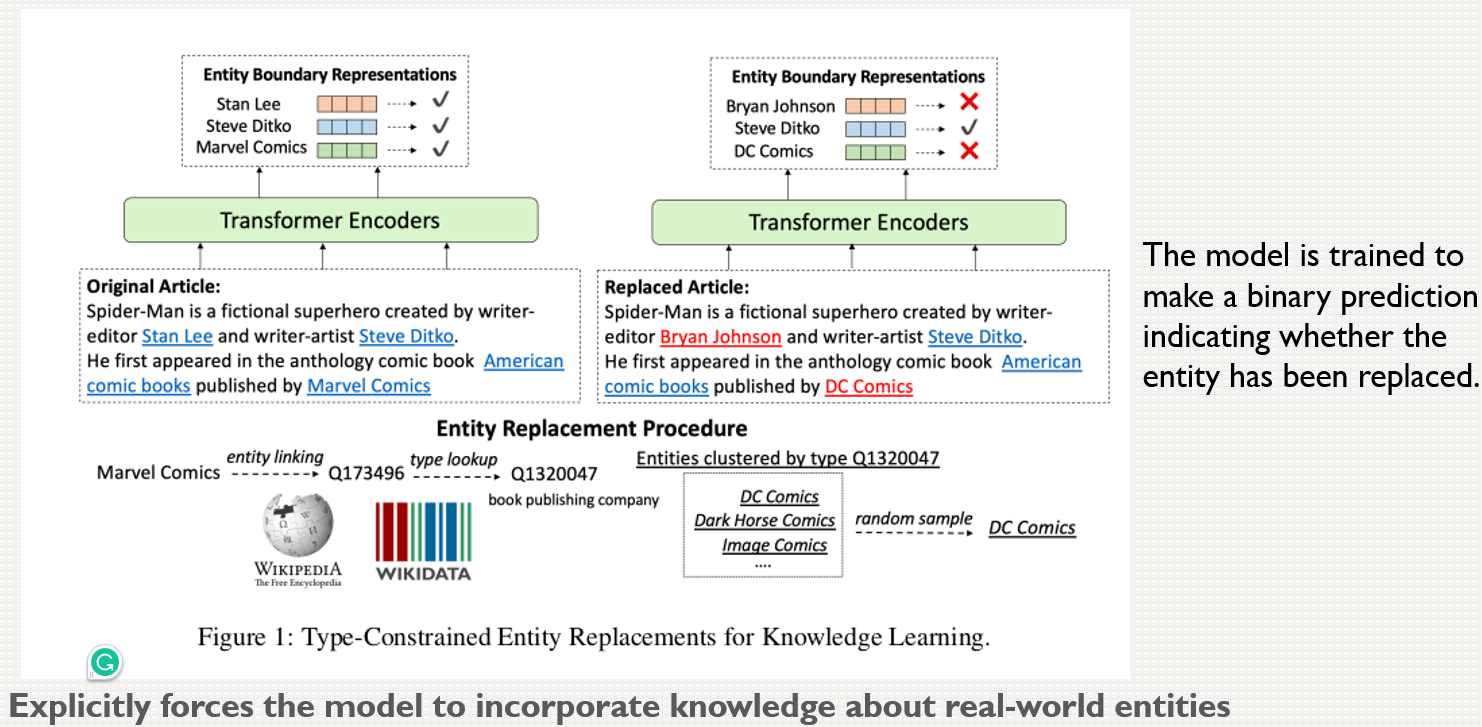 Entity Boundary Representations
Stan Lee
Steve Ditko
Marvel Comics
Transformer Encoders
Original Article:
Spider-Man is a fictional superhero created by writer-
editor Stan Lee and writer-artist Steve Ditko.
He first appeared in the anthology comic book American
comic books published by Marvel Comics
Entity Boundary Representations
Bryan Johnson
Steve Ditko
DC Comics
Transformer Encoders
Replaced Article:
Spider-Man is a fictional superhero created by writer-
editor Bryan Johnson and writer-artist Steve Ditko.
He first appeared in the anthology comic book American
comic books published by DC Comics
The model is trained to
make a binary prediction
indicating whether the
entity has been replaced.
Entity Replacement Procedure
Marvel Comics entity linking Q173496 type lookup Q1320047
book publishing company
WIKIPEDIA
The Free Encyclopedia
WIKIDATA
Entities clustered by type Q1320047
DC Comics
Dark Horse Comics
Image Comics
....
random sample
DC Comics
Figure 1: Type-Constrained Entity Replacements for Knowledge Learning.
G
Explicitly forces the model to incorporate knowledge about real-world entities